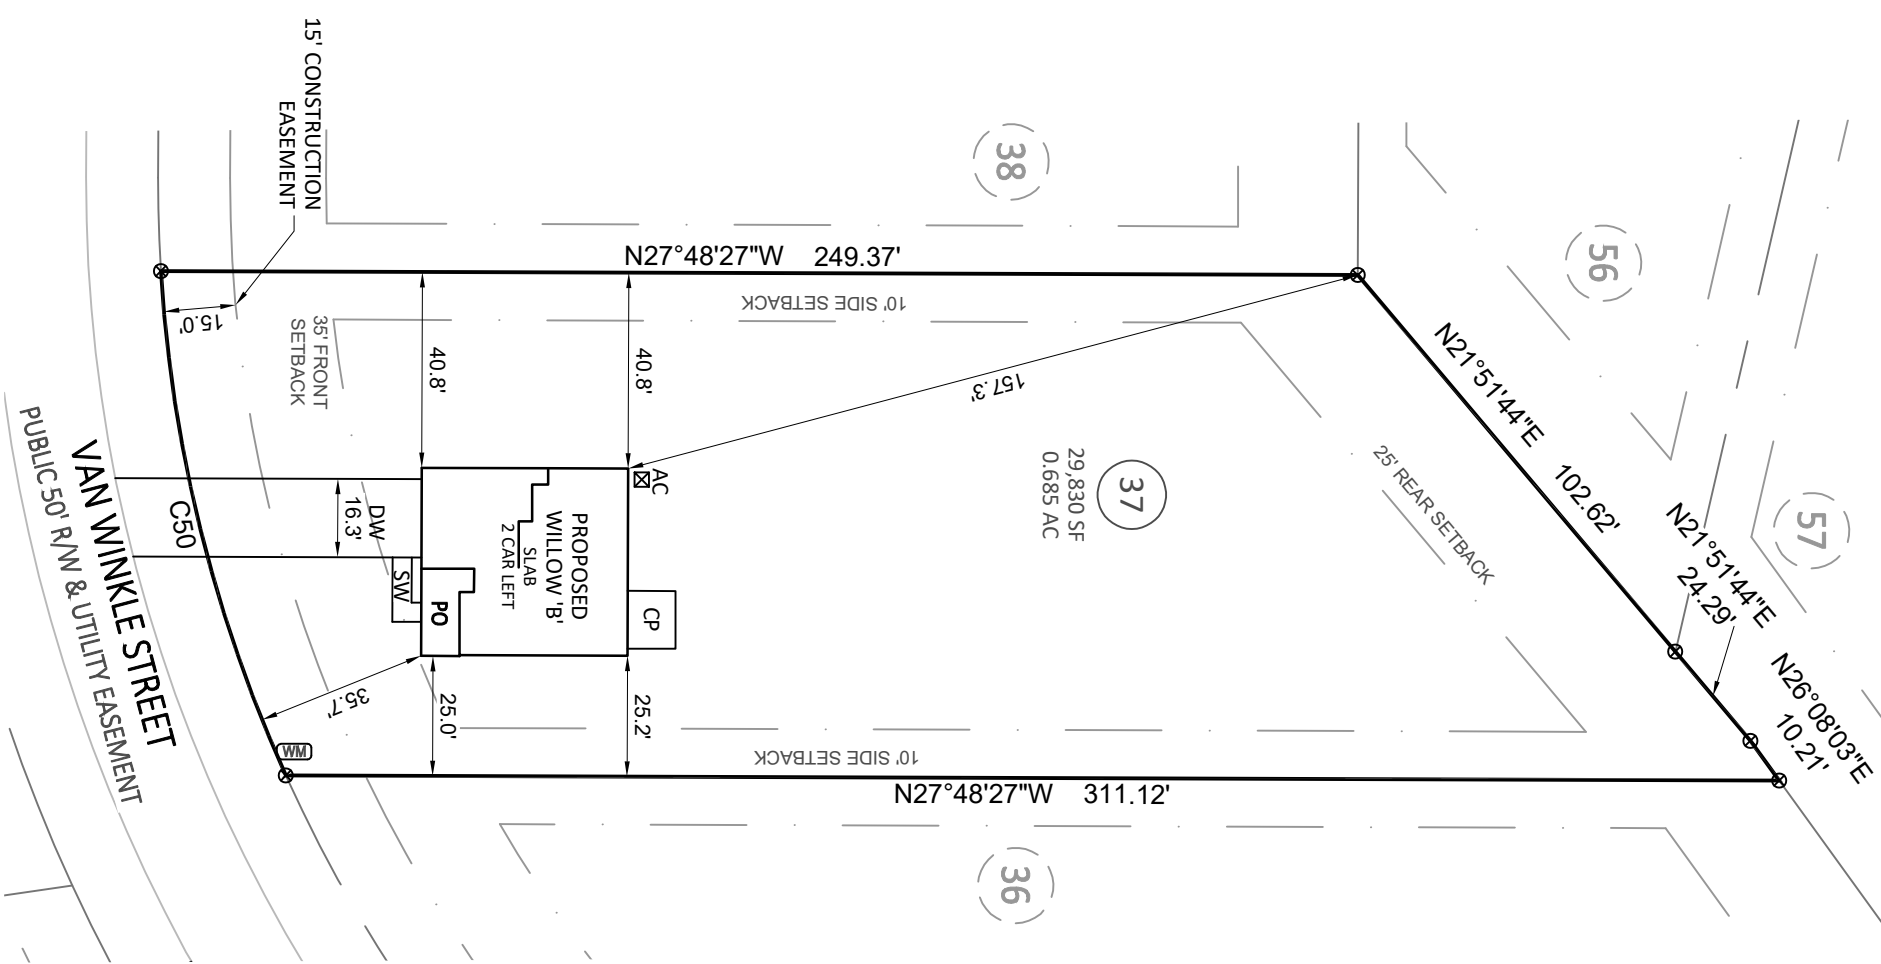 15' CONSTRUCTION
EASEMENT
38
56
57
36
37
29,830 SF
0.685 AC
N27°48'27"W 249.37'
10' SIDE SETBACK
15.0'
35' FRONT
SETBACK
40.8'
40.8'
157.3'
N21°51'44"E 102.62'
N21°51'44"E
24.29'
N26°08'03"E
10.21'
25' REAR SETBACK
AC
PROPOSED
WILLOW 'B'
SLAB
2 CAR LEFT
CP
PO
SW
DW
16.3'
C50
VAN WINKLE STREET
PUBLIC 50' R/W & UTILITY EASEMENT
35.7'
25.0'
25.2'
WM
10' SIDE SETBACK
N27°48'27"W 311.12'